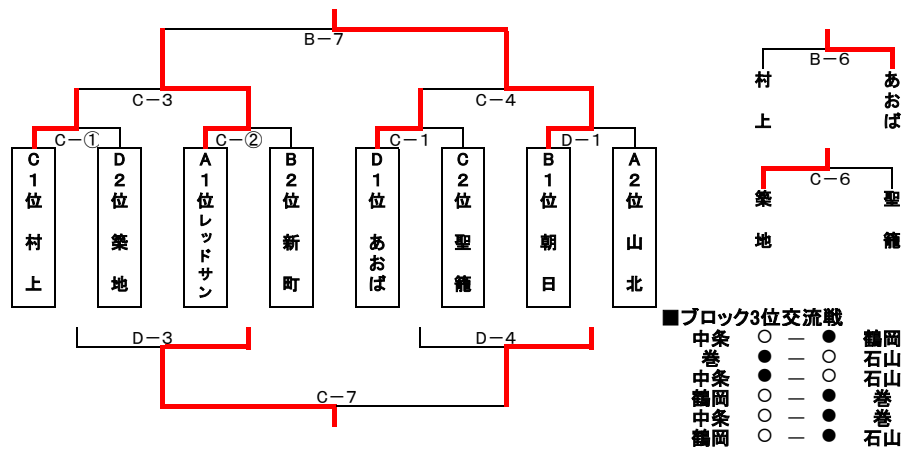 B－7
C－3
C－4
C－①
C－②
C－1
D－1
C1位 村上
D2位 築地
A1位 レッドサン
B2位 新町
D1位 あおば
C2位 聖籠
B1位 朝日
A2位 山北
D－3
D－4
C－7
B－6
村上
あおば
C－6
築地
聖籠
■ブロック3位交流戦
中条 ○ － ● 鶴岡
巻 ● － ○ 石山
中条 ● － ○ 石山
鶴岡 ○ － ● 巻
中条 ○ － ● 巻
鶴岡 ○ － ● 石山